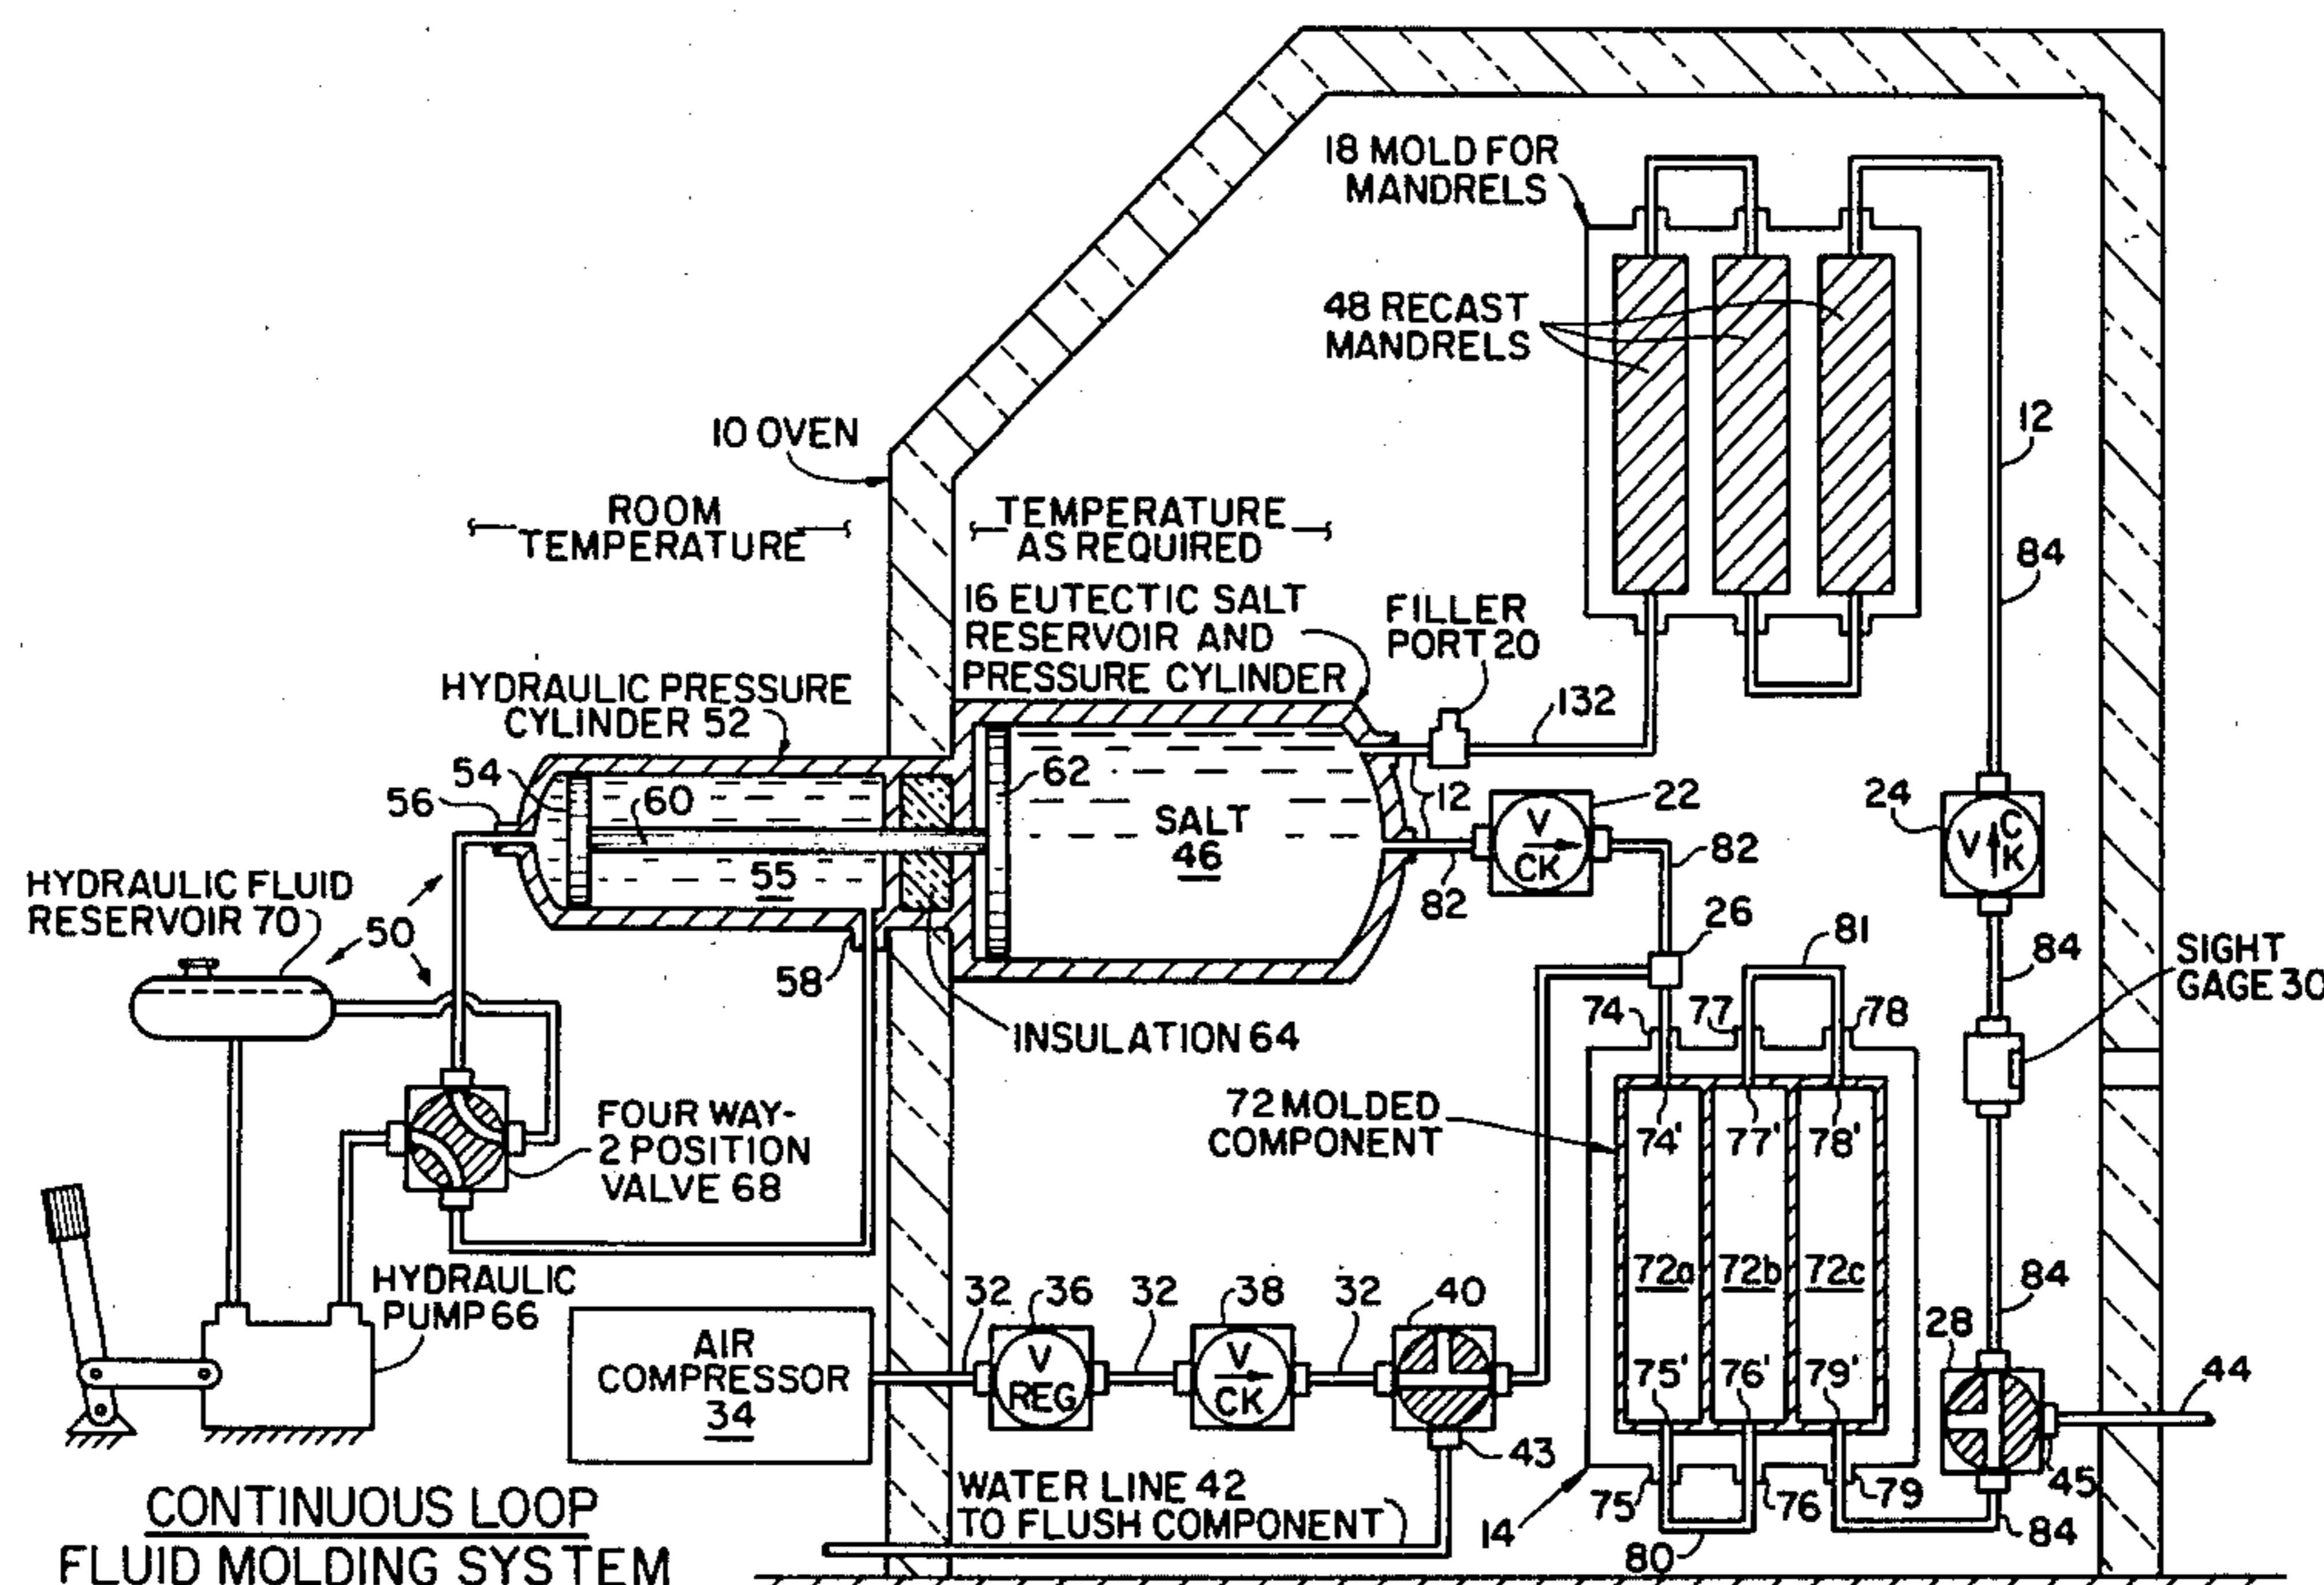 18 MOLD FOR
MANDRELS
48 RECAST
MANDRELS
12
10 OVEN
ROOM
TEMPERATURE
TEMPERATURE
AS REQUIRED
84
16 EUTECTIC SALT
RESERVOIR AND
PRESSURE CYLINDER
FILLER
PORT 20
HYDRAULIC PRESSURE
CYLINDER 52
132
54
56
60
62
55
SALT
46
12
22
V
CK
82
82
24
V
CK
HYDRAULIC FLUID
RESERVOIR 70
50
58
26
81
84
SIGHT
GAGE 30
INSULATION 64
74
77
78
72 MOLDED
COMPONENT
74'
77'
78'
FOUR WAY-
2 POSITION
VALVE 68
72a
72b
72c
84
HYDRAULIC
PUMP 66
32
36
32
38
32
40
28
AIR
COMPRESSOR
34
V
REG
V
CK
75'
76'
79'
44
43
45
WATER LINE 42
TO FLUSH COMPONENT
75
76
79
14
80
84
CONTINUOUS LOOP
FLUID MOLDING SYSTEM